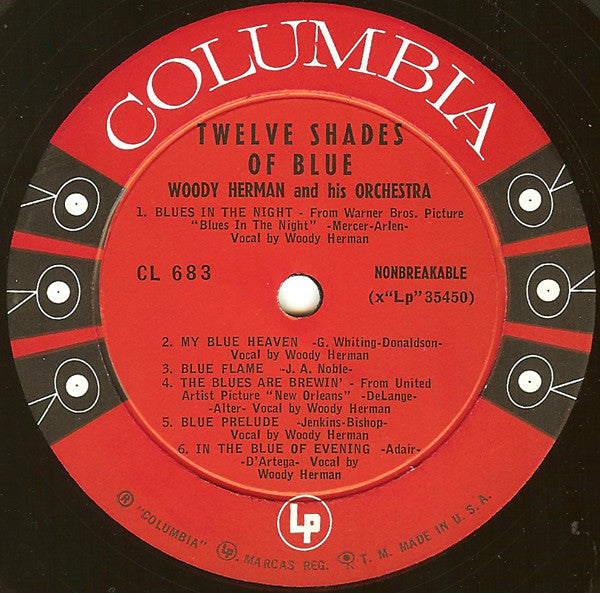 COLUMBIA
TWELVE SHADES
OF BLUE
WOODY HERMAN and his ORCHESTRA
1. BLUES IN THE NIGHT - From Warner Bros. Picture
"Blues In The Night" -Mercer-Arlen-
Vocal by Woody Herman
CL 683
NONBREAKABLE
(x"Lp"35450)
2. MY BLUE HEAVEN -G. Whiting-Donaldson-
Vocal by Woody Herman
3. BLUE FLAME -J. A. Noble-
4. THE BLUES ARE BREWIN' - From United
Artist Picture "New Orleans" -DeLange-
-Alter- Vocal by Woody Herman
5. BLUE PRELUDE -Jenkins-Bishop-
Vocal by Woody Herman
6. IN THE BLUE OF EVENING -Adair-
-D'Artega- Vocal by
Woody Herman
Lp
® "COLUMBIA" MARCAS REG. T. M. MADE IN U. S. A.